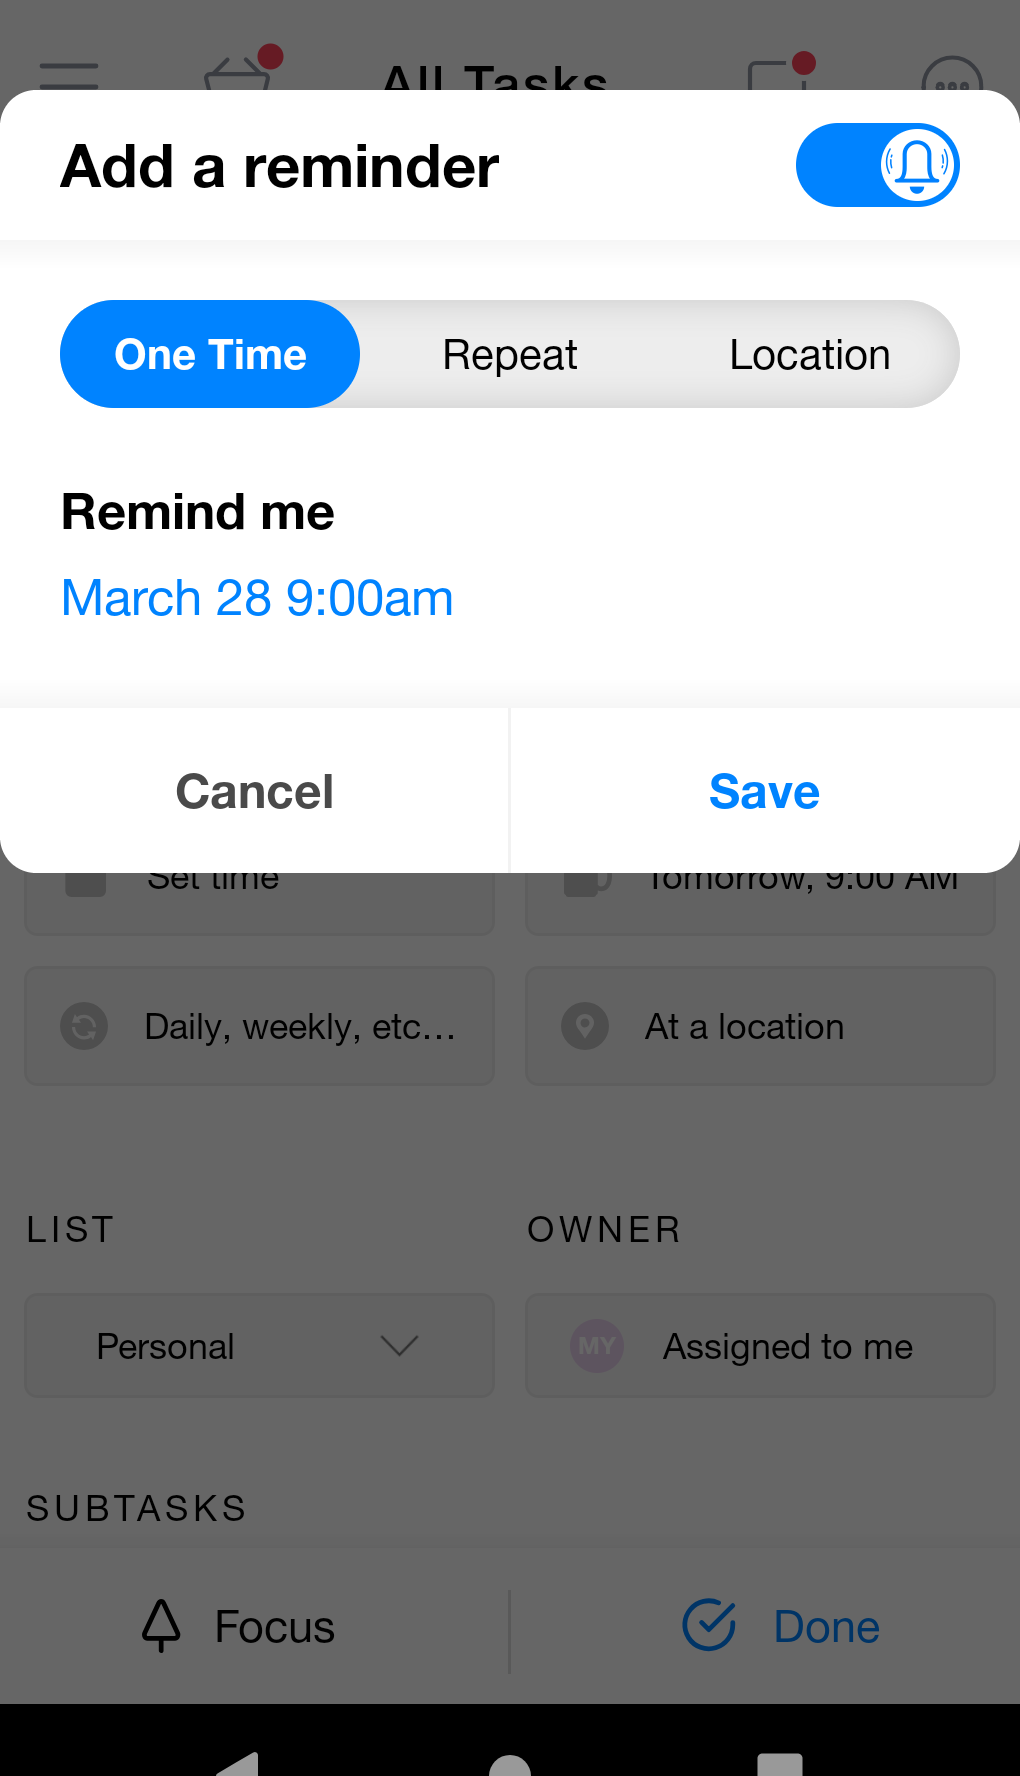 All Tasks
Add a reminder
One Time Repeat Location
Remind me
March 28 9:00am
Cancel Save
Set time Tomorrow, 9:00 AM
Daily, weekly, etc... At a location
LIST OWNER
Personal MY Assigned to me
SUBTASKS
Focus Done